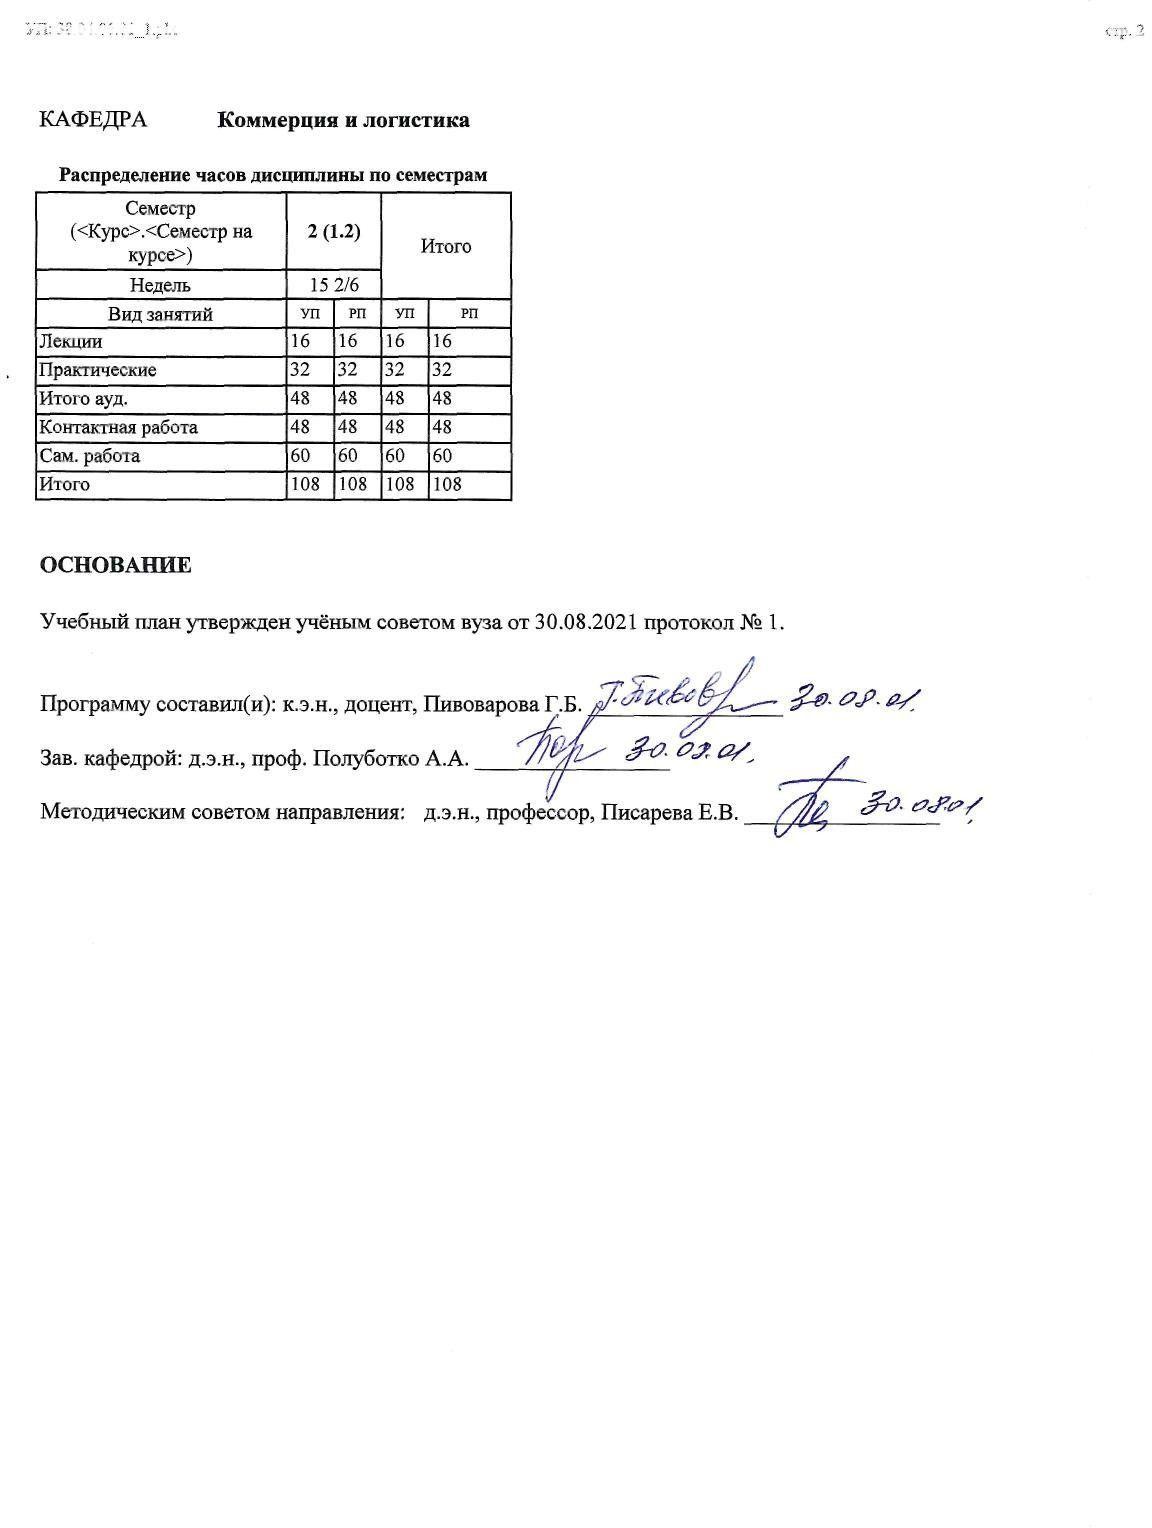 стр. 2
КАФЕДРА Коммерция и логистика
Распределение часов дисциплины по семестрам
Семестр (<Курс>.<Семестр на курсе>) 2 (1.2) Итого
Недель 15 2/6
Вид занятий УП РП УП РП
Лекции 16 16 16 16
Практические 32 32 32 32
Итого ауд. 48 48 48 48
Контактная работа 48 48 48 48
Сам. работа 60 60 60 60
Итого 108 108 108 108
ОСНОВАНИЕ
Учебный план утвержден учёным советом вуза от 30.08.2021 протокол № 1.
Программу составил(и): к.э.н., доцент, Пивоварова Г.Б. 30.08.01.
Зав. кафедрой: д.э.н., проф. Полуботко А.А. 30.08.01.
Методическим советом направления: д.э.н., профессор, Писарева Е.В. 30.08.01